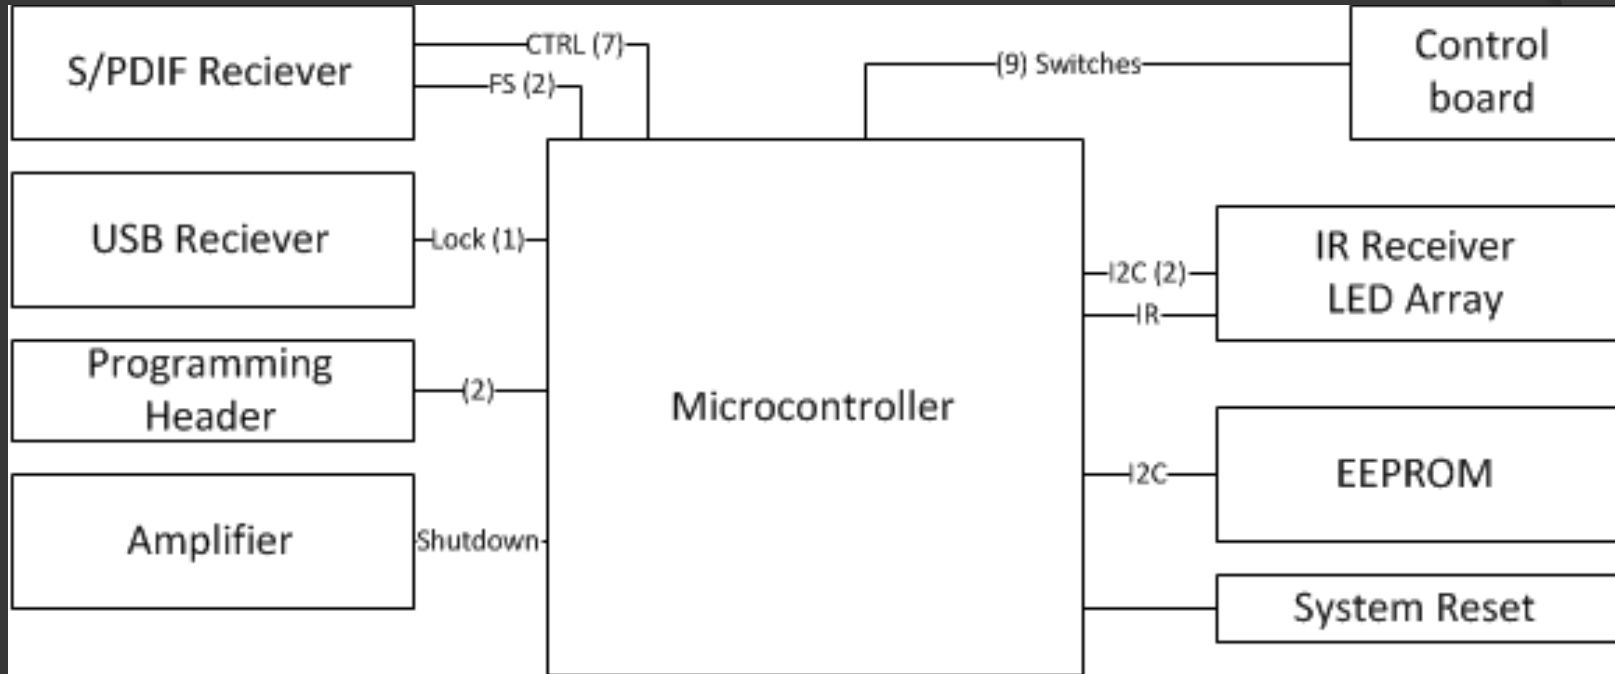 S/PDIF Reciever
CTRL (7)
FS (2)
(9) Switches
Control
board
USB Reciever
Lock (1)
I2C (2)
IR
IR Receiver
LED Array
Programming
Header
(2)
Microcontroller
I2C
EEPROM
Amplifier
Shutdown
System Reset